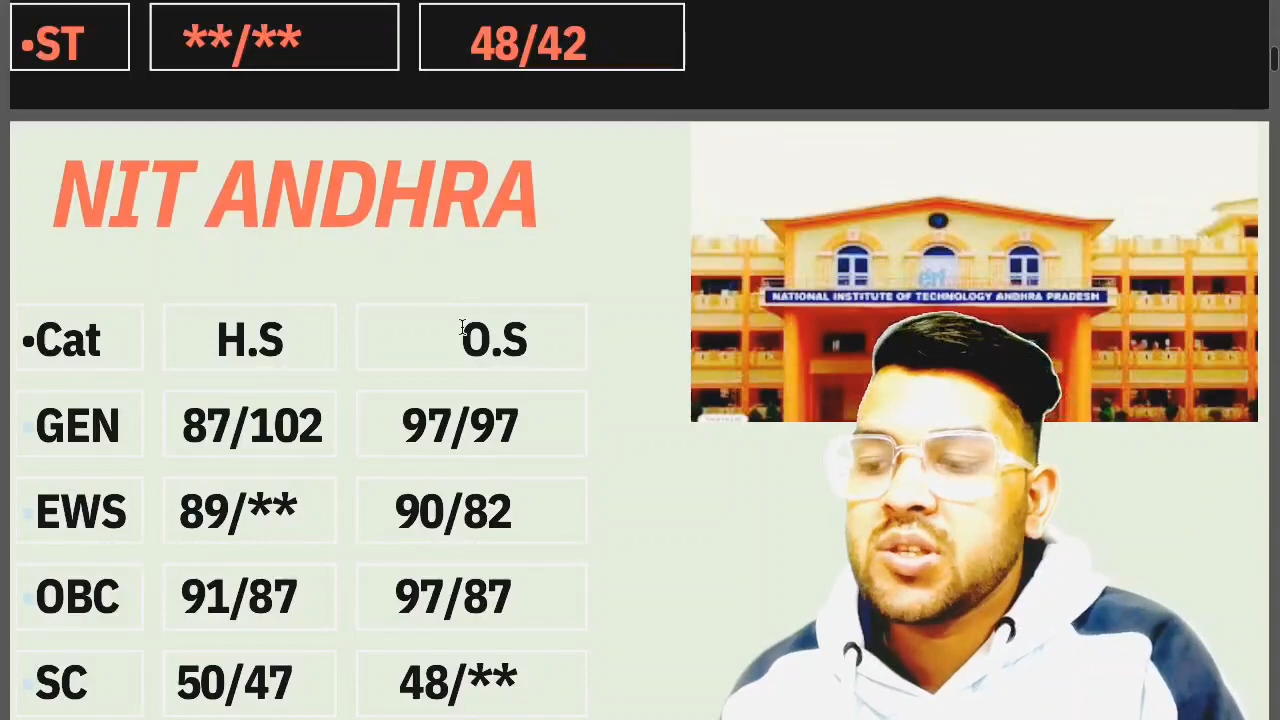 •ST **/** 48/42
NIT ANDHRA
NATIONAL INSTITUTE OF TECHNOLOGY ANDHRA PRADESH
•Cat H.S O.S
GEN 87/102 97/97
EWS 89/** 90/82
OBC 91/87 97/87
SC 50/47 48/**